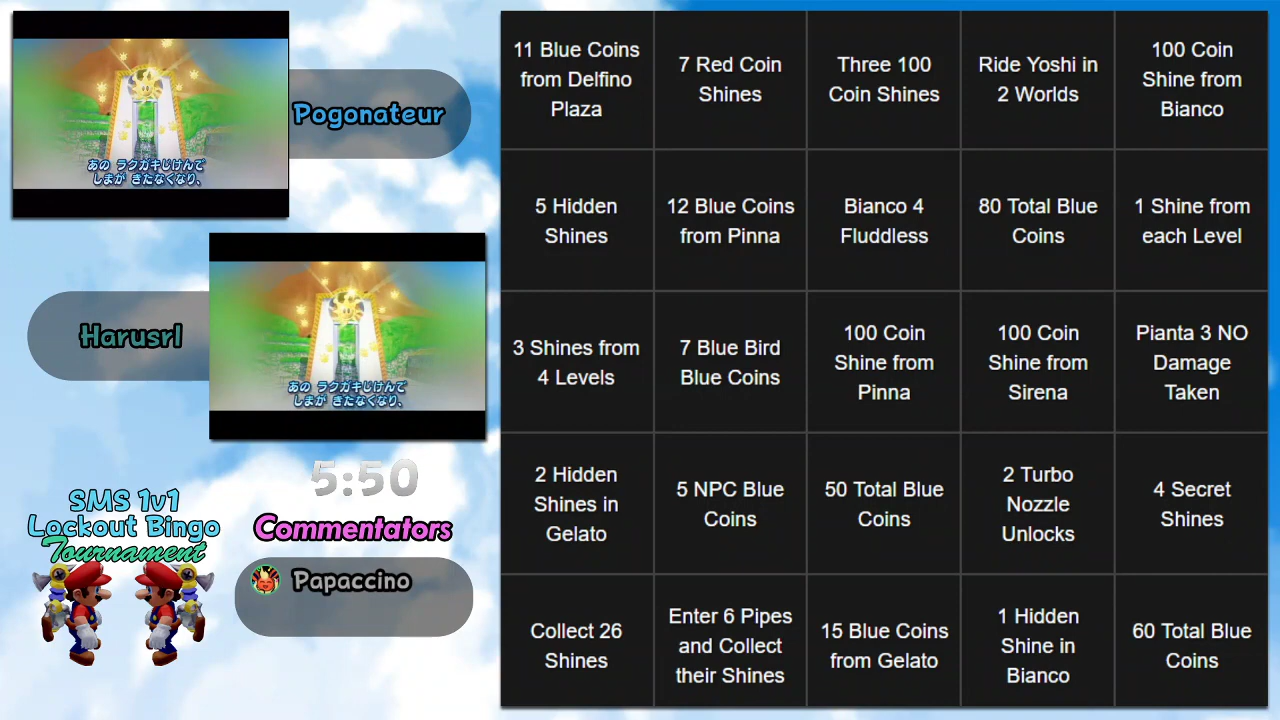 Pogonateur
あの ラクガキじけんで
しまが きたなくなり、
Harusrl
あの ラクガキじけんで
しまが きたなくなり、
5:50
SMS 1v1
Lockout Bingo
Tournament
Commentators
Papaccino
11 Blue Coins
from Delfino
Plaza
7 Red Coin
Shines
Three 100
Coin Shines
Ride Yoshi in
2 Worlds
100 Coin
Shine from
Bianco
5 Hidden
Shines
12 Blue Coins
from Pinna
Bianco 4
Fluddless
80 Total Blue
Coins
1 Shine from
each Level
3 Shines from
4 Levels
7 Blue Bird
Blue Coins
100 Coin
Shine from
Pinna
100 Coin
Shine from
Sirena
Pianta 3 NO
Damage
Taken
2 Hidden
Shines in
Gelato
5 NPC Blue
Coins
50 Total Blue
Coins
2 Turbo
Nozzle
Unlocks
4 Secret
Shines
Collect 26
Shines
Enter 6 Pipes
and Collect
their Shines
15 Blue Coins
from Gelato
1 Hidden
Shine in
Bianco
60 Total Blue
Coins